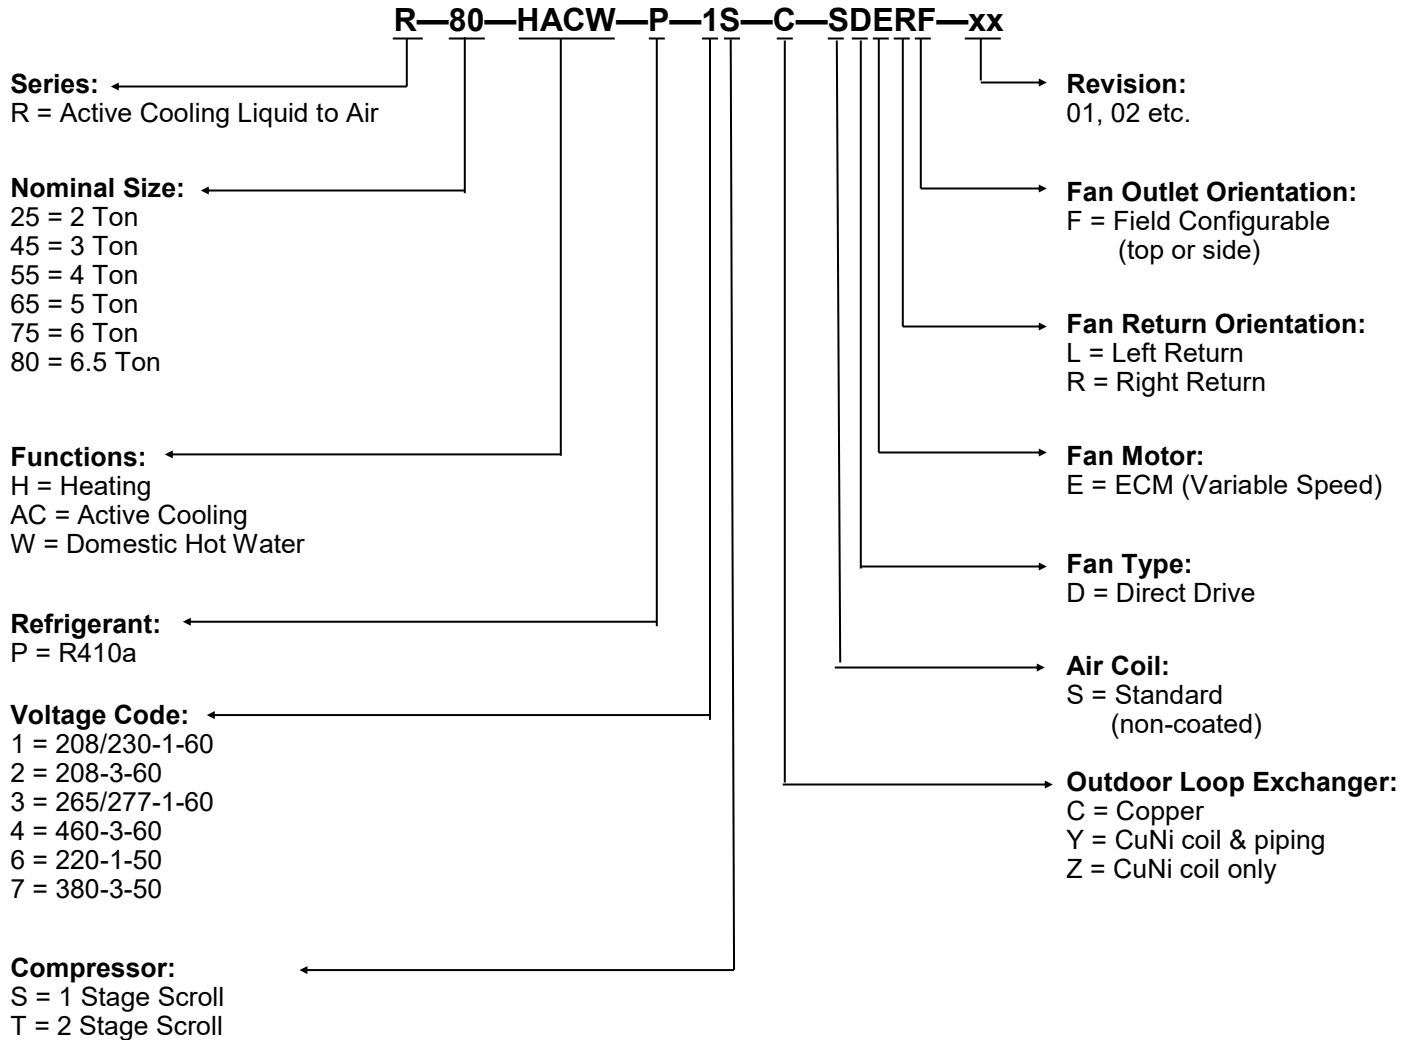 R—80—HACW—P—1S—C—SDERF—xx
Series:
R = Active Cooling Liquid to Air
Nominal Size:
25 = 2 Ton
45 = 3 Ton
55 = 4 Ton
65 = 5 Ton
75 = 6 Ton
80 = 6.5 Ton
Functions:
H = Heating
AC = Active Cooling
W = Domestic Hot Water
Refrigerant:
P = R410a
Voltage Code:
1 = 208/230-1-60
2 = 208-3-60
3 = 265/277-1-60
4 = 460-3-60
6 = 220-1-50
7 = 380-3-50
Compressor:
S = 1 Stage Scroll
T = 2 Stage Scroll
Revision:
01, 02 etc.
Fan Outlet Orientation:
F = Field Configurable
(top or side)
Fan Return Orientation:
L = Left Return
R = Right Return
Fan Motor:
E = ECM (Variable Speed)
Fan Type:
D = Direct Drive
Air Coil:
S = Standard
(non-coated)
Outdoor Loop Exchanger:
C = Copper
Y = CuNi coil & piping
Z = CuNi coil only